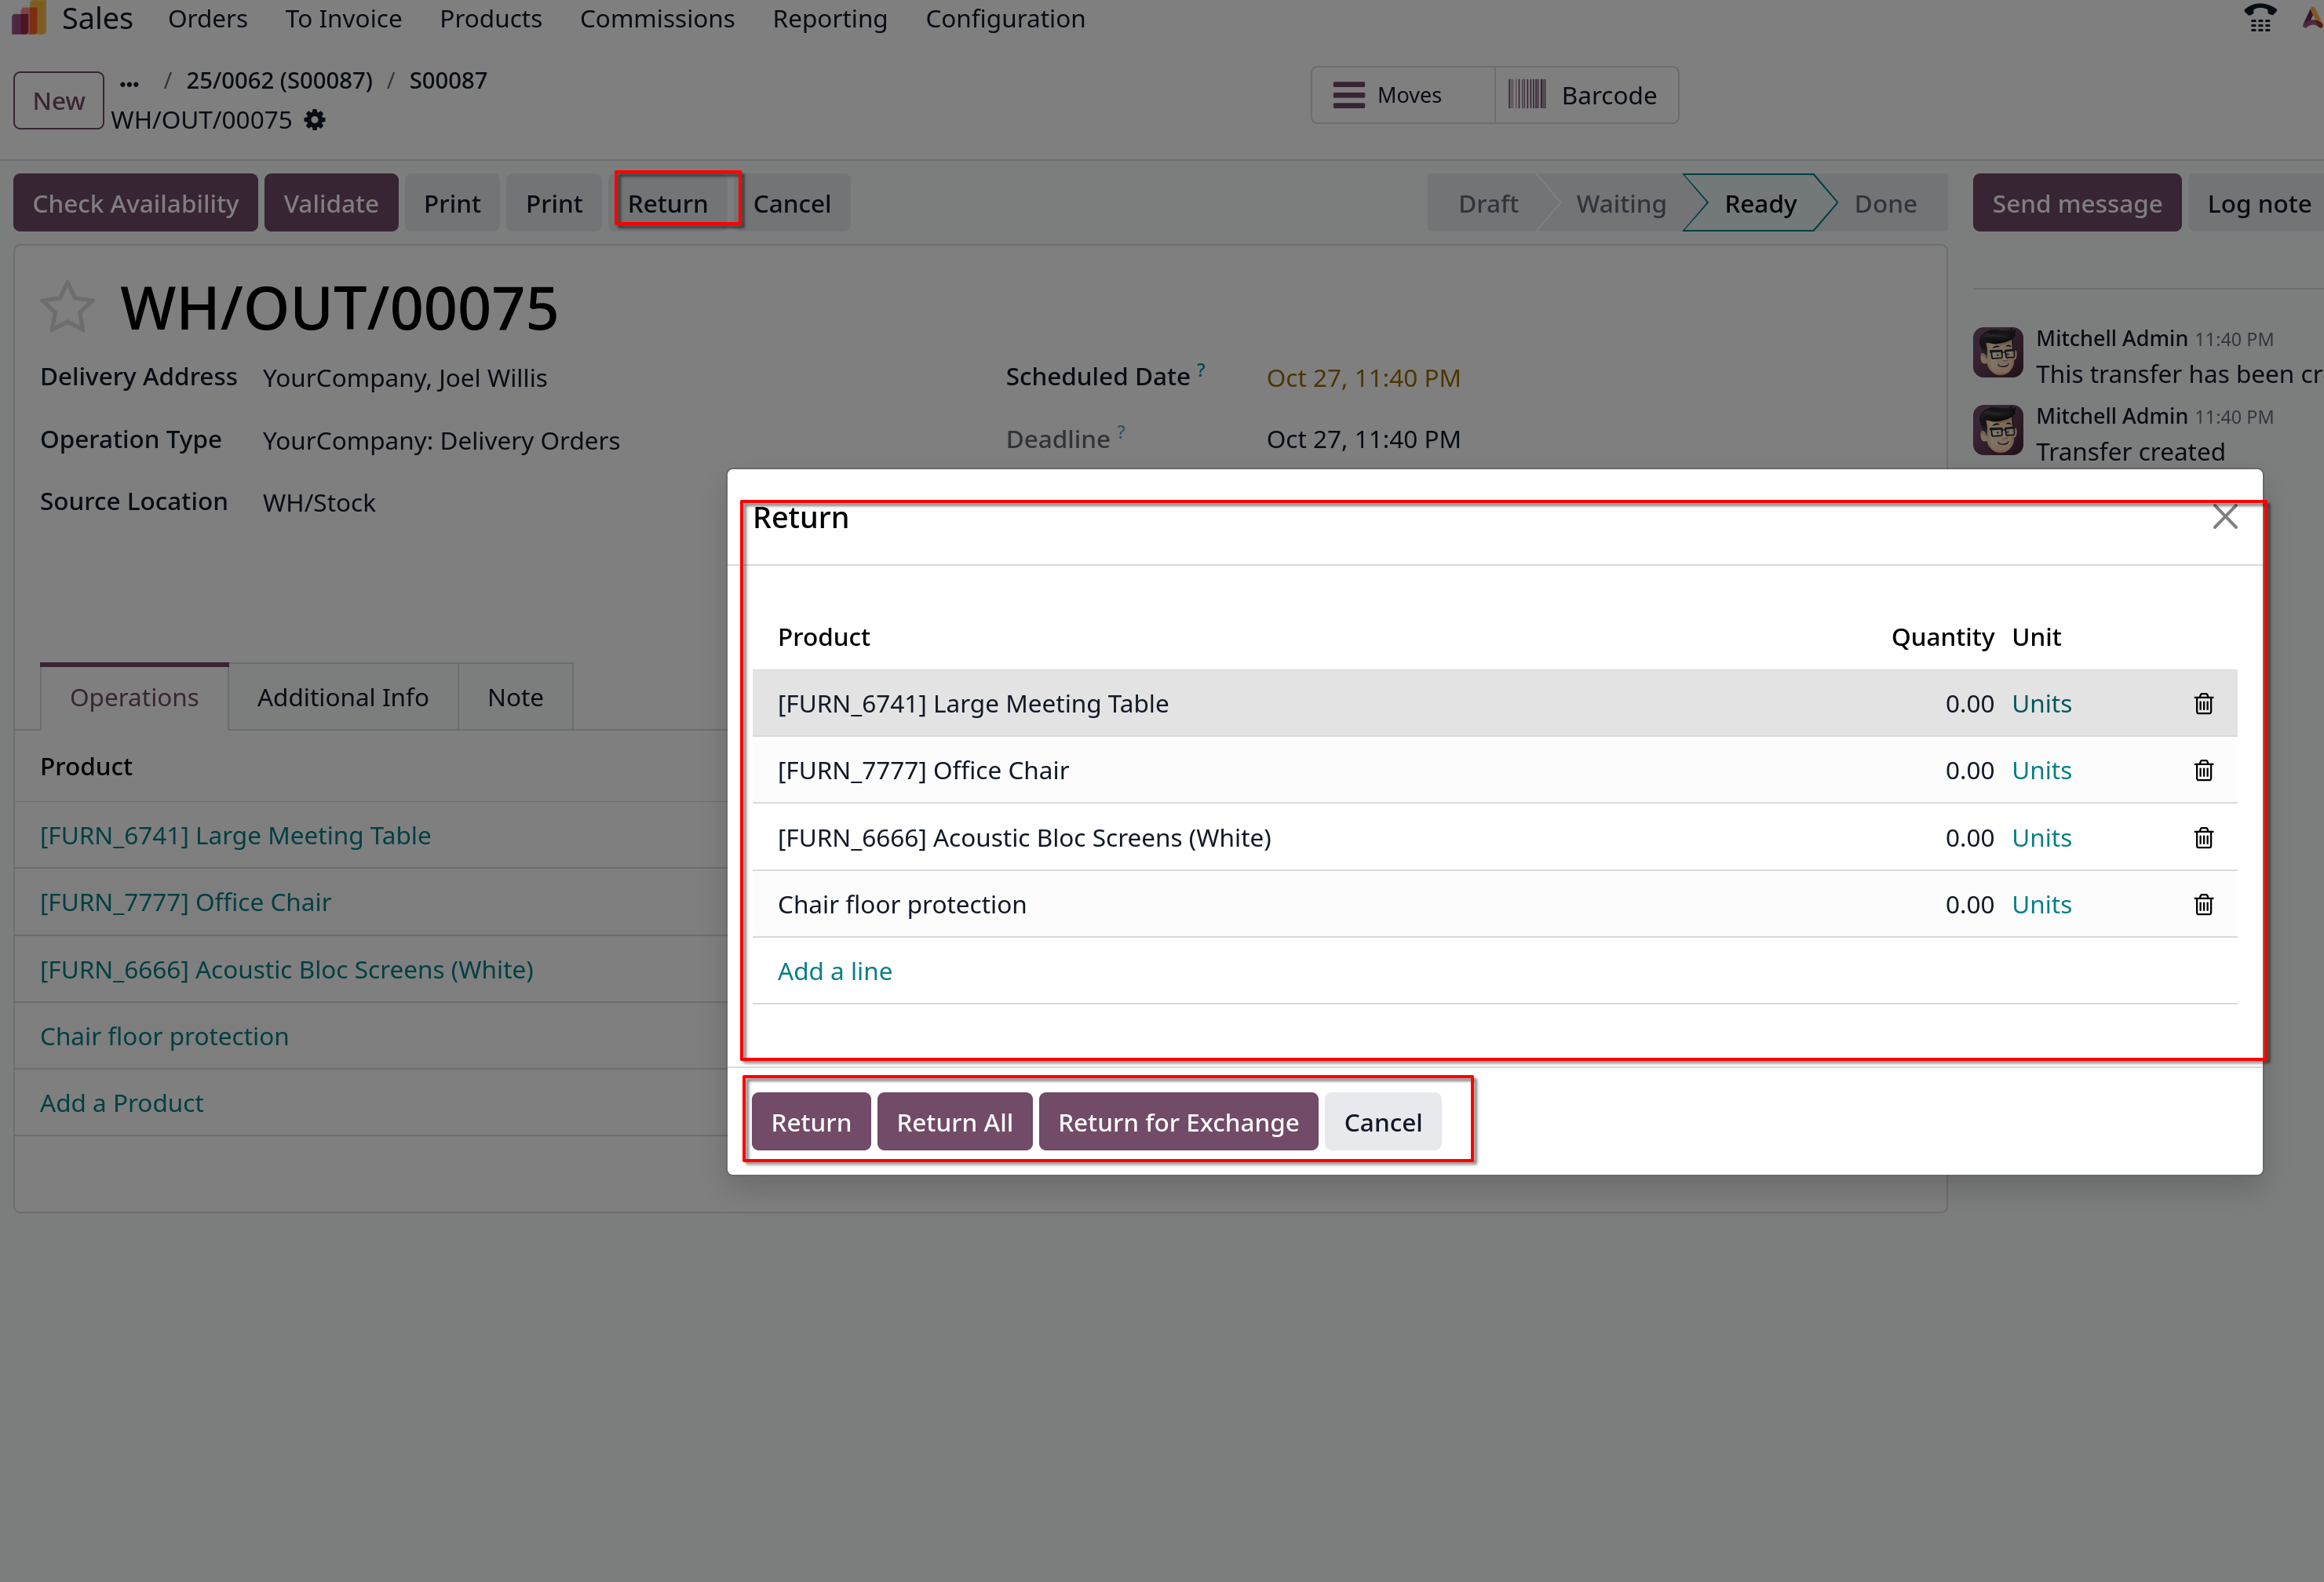 Sales Orders To Invoice Products Commissions Reporting Configuration
New ... / 25/0062 (S00087) / S00087
WH/OUT/00075
Moves Barcode
Check Availability Validate Print Print Return Cancel
Draft Waiting Ready Done
Send message Log note
WH/OUT/00075
Delivery Address YourCompany, Joel Willis
Operation Type YourCompany: Delivery Orders
Source Location WH/Stock
Scheduled Date ? Oct 27, 11:40 PM
Deadline ? Oct 27, 11:40 PM
Mitchell Admin 11:40 PM
This transfer has been cr
Mitchell Admin 11:40 PM
Transfer created
Operations Additional Info Note
Product
[FURN_6741] Large Meeting Table
[FURN_7777] Office Chair
[FURN_6666] Acoustic Bloc Screens (White)
Chair floor protection
Add a Product
Return
Product Quantity Unit
[FURN_6741] Large Meeting Table 0.00 Units
[FURN_7777] Office Chair 0.00 Units
[FURN_6666] Acoustic Bloc Screens (White) 0.00 Units
Chair floor protection 0.00 Units
Add a line
Return Return All Return for Exchange Cancel